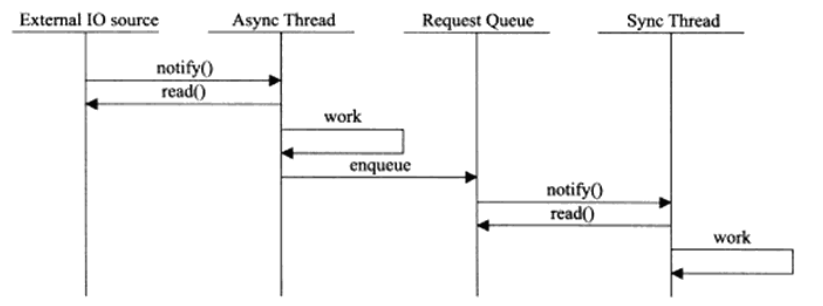 External IO source
Async Thread
Request Queue
Sync Thread
notify()
read()
work
enqueue
notify()
read()
work